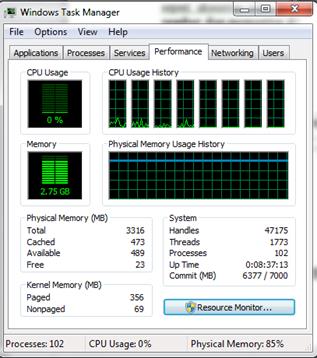 Windows Task Manager
File Options View Help
Applications Processes Services Performance Networking Users
CPU Usage CPU Usage History
0 %
Memory Physical Memory Usage History
2.75 GB
Physical Memory (MB) System
Total 3316 Handles 47175
Cached 473 Threads 1773
Available 489 Processes 102
Free 23 Up Time 0:08:37:13
Commit (MB) 6377 / 7000
Kernel Memory (MB)
Paged 356
Nonpaged 69 Resource Monitor...
Processes: 102 CPU Usage: 0% Physical Memory: 85%